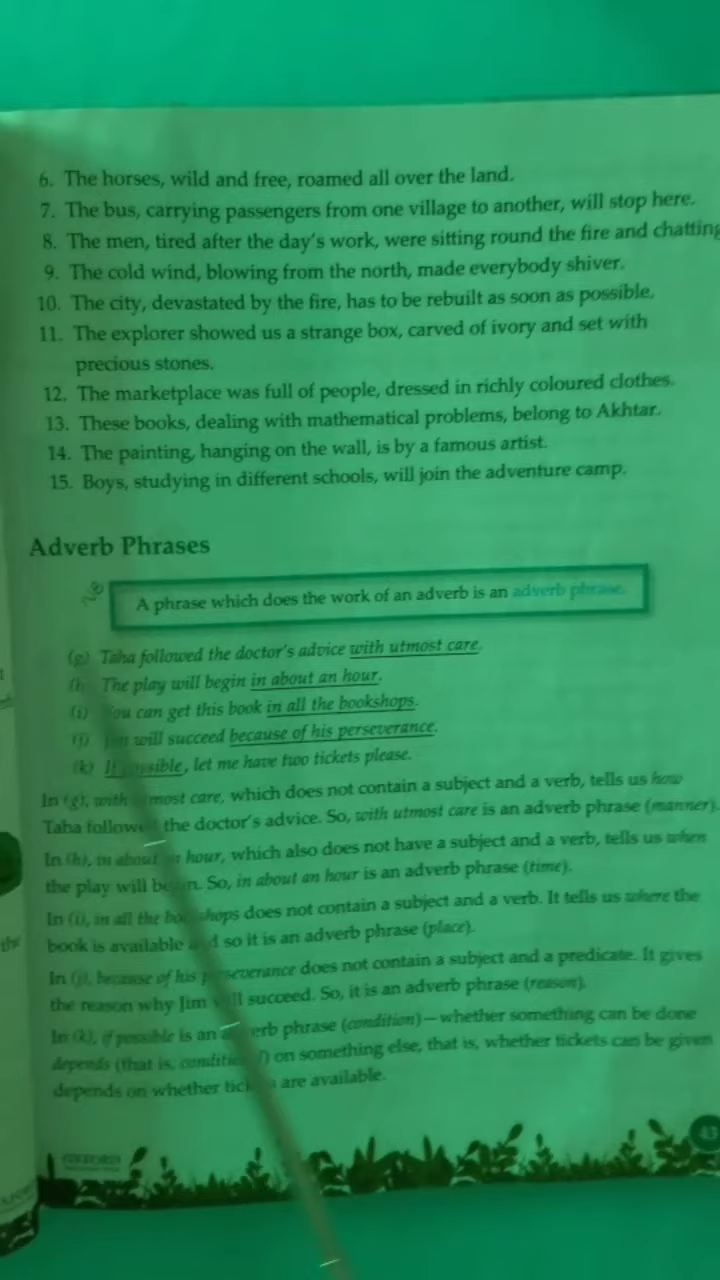 6. The horses, wild and free, roamed all over the land.
7. The bus, carrying passengers from one village to another, will stop here.
8. The men, tired after the day's work, were sitting round the fire and chatting
9. The cold wind, blowing from the north, made everybody shiver.
10. The city, devastated by the fire, has to be rebuilt as soon as possible.
11. The explorer showed us a strange box, carved of ivory and set with
precious stones.
12. The marketplace was full of people, dressed in richly coloured clothes.
13. These books, dealing with mathematical problems, belong to Akhtar.
14. The painting, hanging on the wall, is by a famous artist.
15. Boys, studying in different schools, will join the adventure camp.
Adverb Phrases
A phrase which does the work of an adverb is an adverb phrase.
(g) Taha followed the doctor's advice with utmost care.
(h) The play will begin in about an hour.
(i) You can get this book in all the bookshops.
(j) Jim will succeed because of his perseverance.
(k) If possible, let me have two tickets please.
In (g), with utmost care, which does not contain a subject and a verb, tells us how
Taha followed the doctor's advice. So, with utmost care is an adverb phrase (manner).
In (h), in about an hour, which also does not have a subject and a verb, tells us when
the play will begin. So, in about an hour is an adverb phrase (time).
In (i), in all the bookshops does not contain a subject and a verb. It tells us where the
book is available and so it is an adverb phrase (place).
In (j), because of his perseverance does not contain a subject and a predicate. It gives
the reason why Jim will succeed. So, it is an adverb phrase (reason).
In (k), if possible is an adverb phrase (condition)—whether something can be done
depends (that is, on something else, that is, whether tickets can be given
depends on whether tickets are available.
OXFORD
43